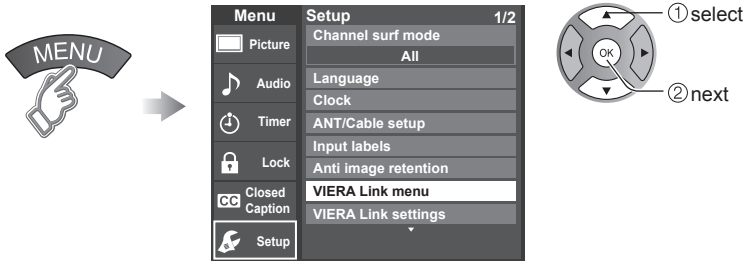 MENU
Menu
Picture
Audio
Timer
Lock
CC Closed
Caption
Setup
Setup 1/2
Channel surf mode
All
Language
Clock
ANT/Cable setup
Input labels
Anti image retention
VIERA Link menu
VIERA Link settings
OK
①select
②next